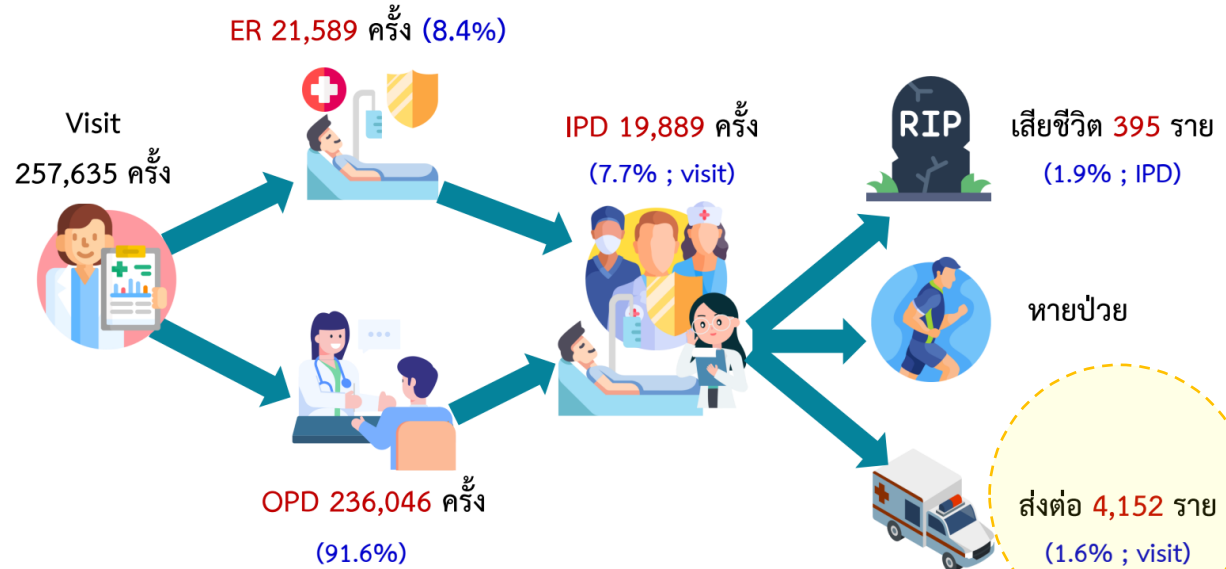 ER 21,589 ครั้ง (8.4%)
Visit
257,635 ครั้ง
IPD 19,889 ครั้ง
(7.7% ; visit)
RIP
เสียชีวิต 395 ราย
(1.9% ; IPD)
หายป่วย
OPD 236,046 ครั้ง
(91.6%)
ส่งต่อ 4,152 ราย
(1.6% ; visit)